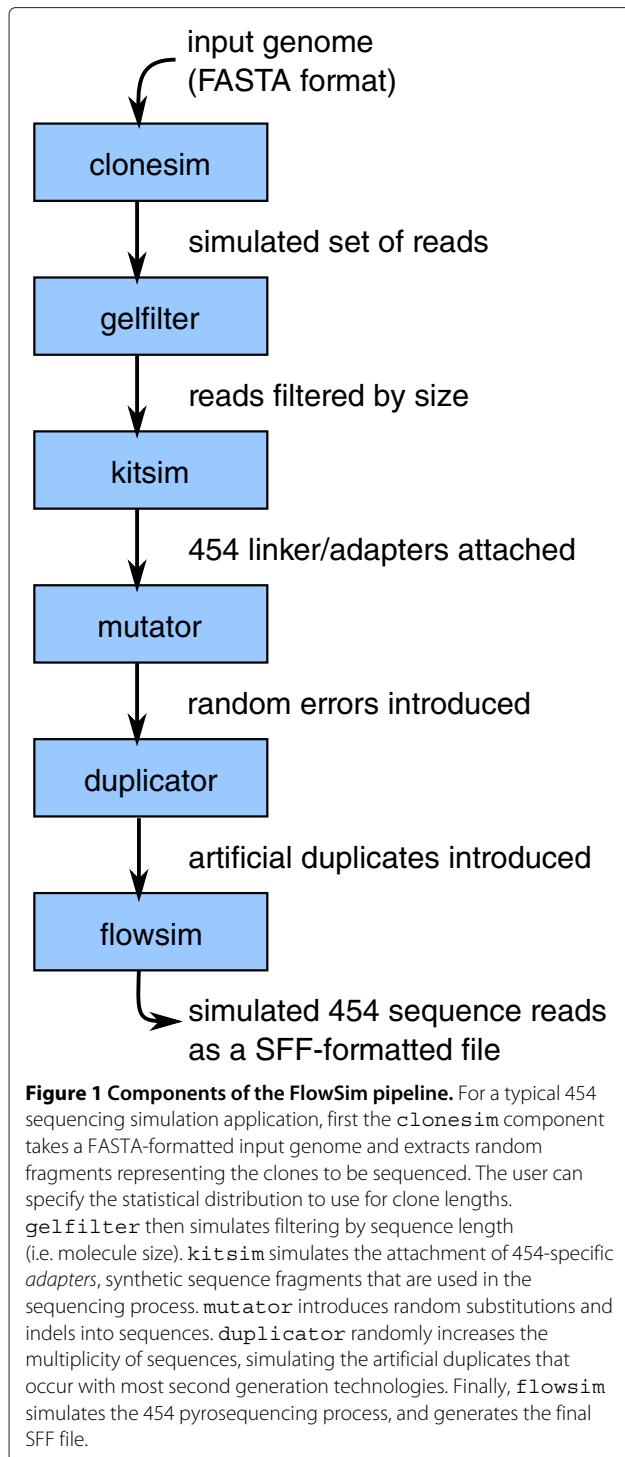 input genome
(FASTA format)
clonesim
simulated set of reads
gelfilter
reads filtered by size
kitsim
454 linker/adapters attached
mutator
random errors introduced
duplicator
artificial duplicates introduced
flowsim
simulated 454 sequence reads
as a SFF-formatted file
Figure 1 Components of the FlowSim pipeline. For a typical 454
sequencing simulation application, first the clonesim component
takes a FASTA-formatted input genome and extracts random
fragments representing the clones to be sequenced. The user can
specify the statistical distribution to use for clone lengths.
gelfilter then simulates filtering by sequence length
(i.e. molecule size). kitsim simulates the attachment of 454-specific
adapters, synthetic sequence fragments that are used in the
sequencing process. mutator introduces random substitutions and
indels into sequences. duplicator randomly increases the
multiplicity of sequences, simulating the artificial duplicates that
occur with most second generation technologies. Finally, flowsim
simulates the 454 pyrosequencing process, and generates the final
SFF file.